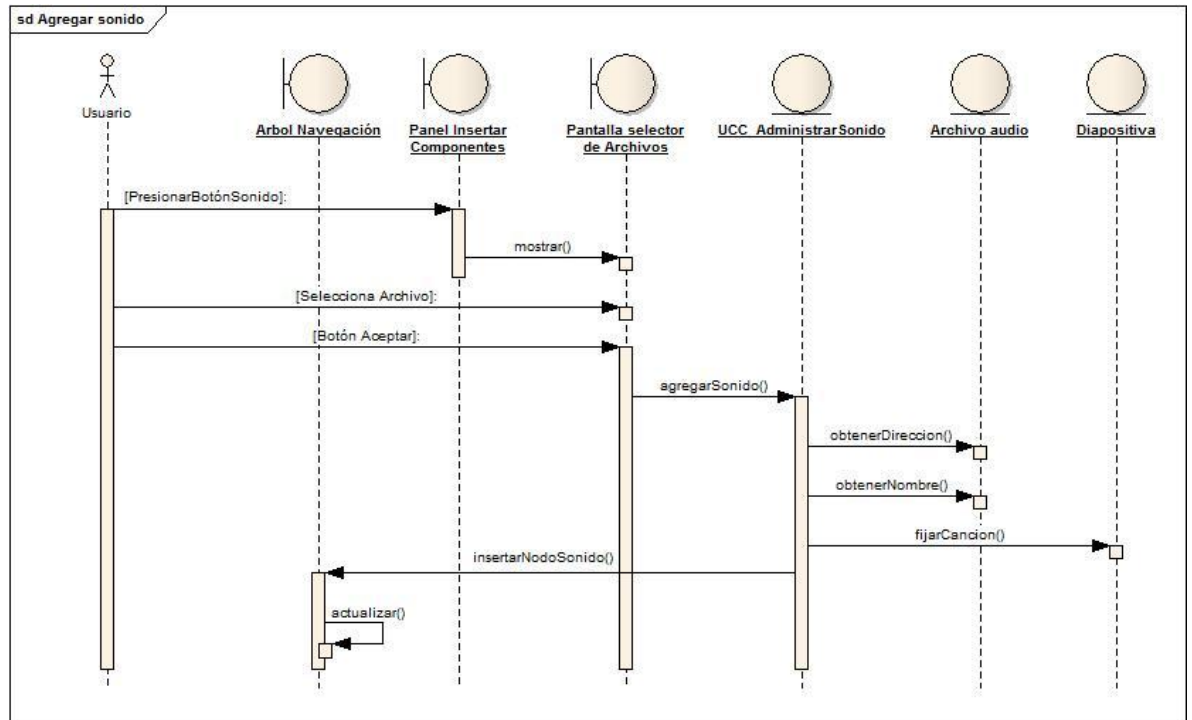 sd Agregar sonido
Usuario
Arbol Navegación
Panel Insertar
Componentes
Pantalla selector
de Archivos
UCC_AdministrarSonido
Archivo audio
Diapositiva
[PresionarBotónSonido]:
mostrar()
[Selecciona Archivo]:
[Botón Aceptar]:
agregarSonido()
obtenerDireccion()
obtenerNombre()
fijarCancion()
insertarNodoSonido()
actualizar()